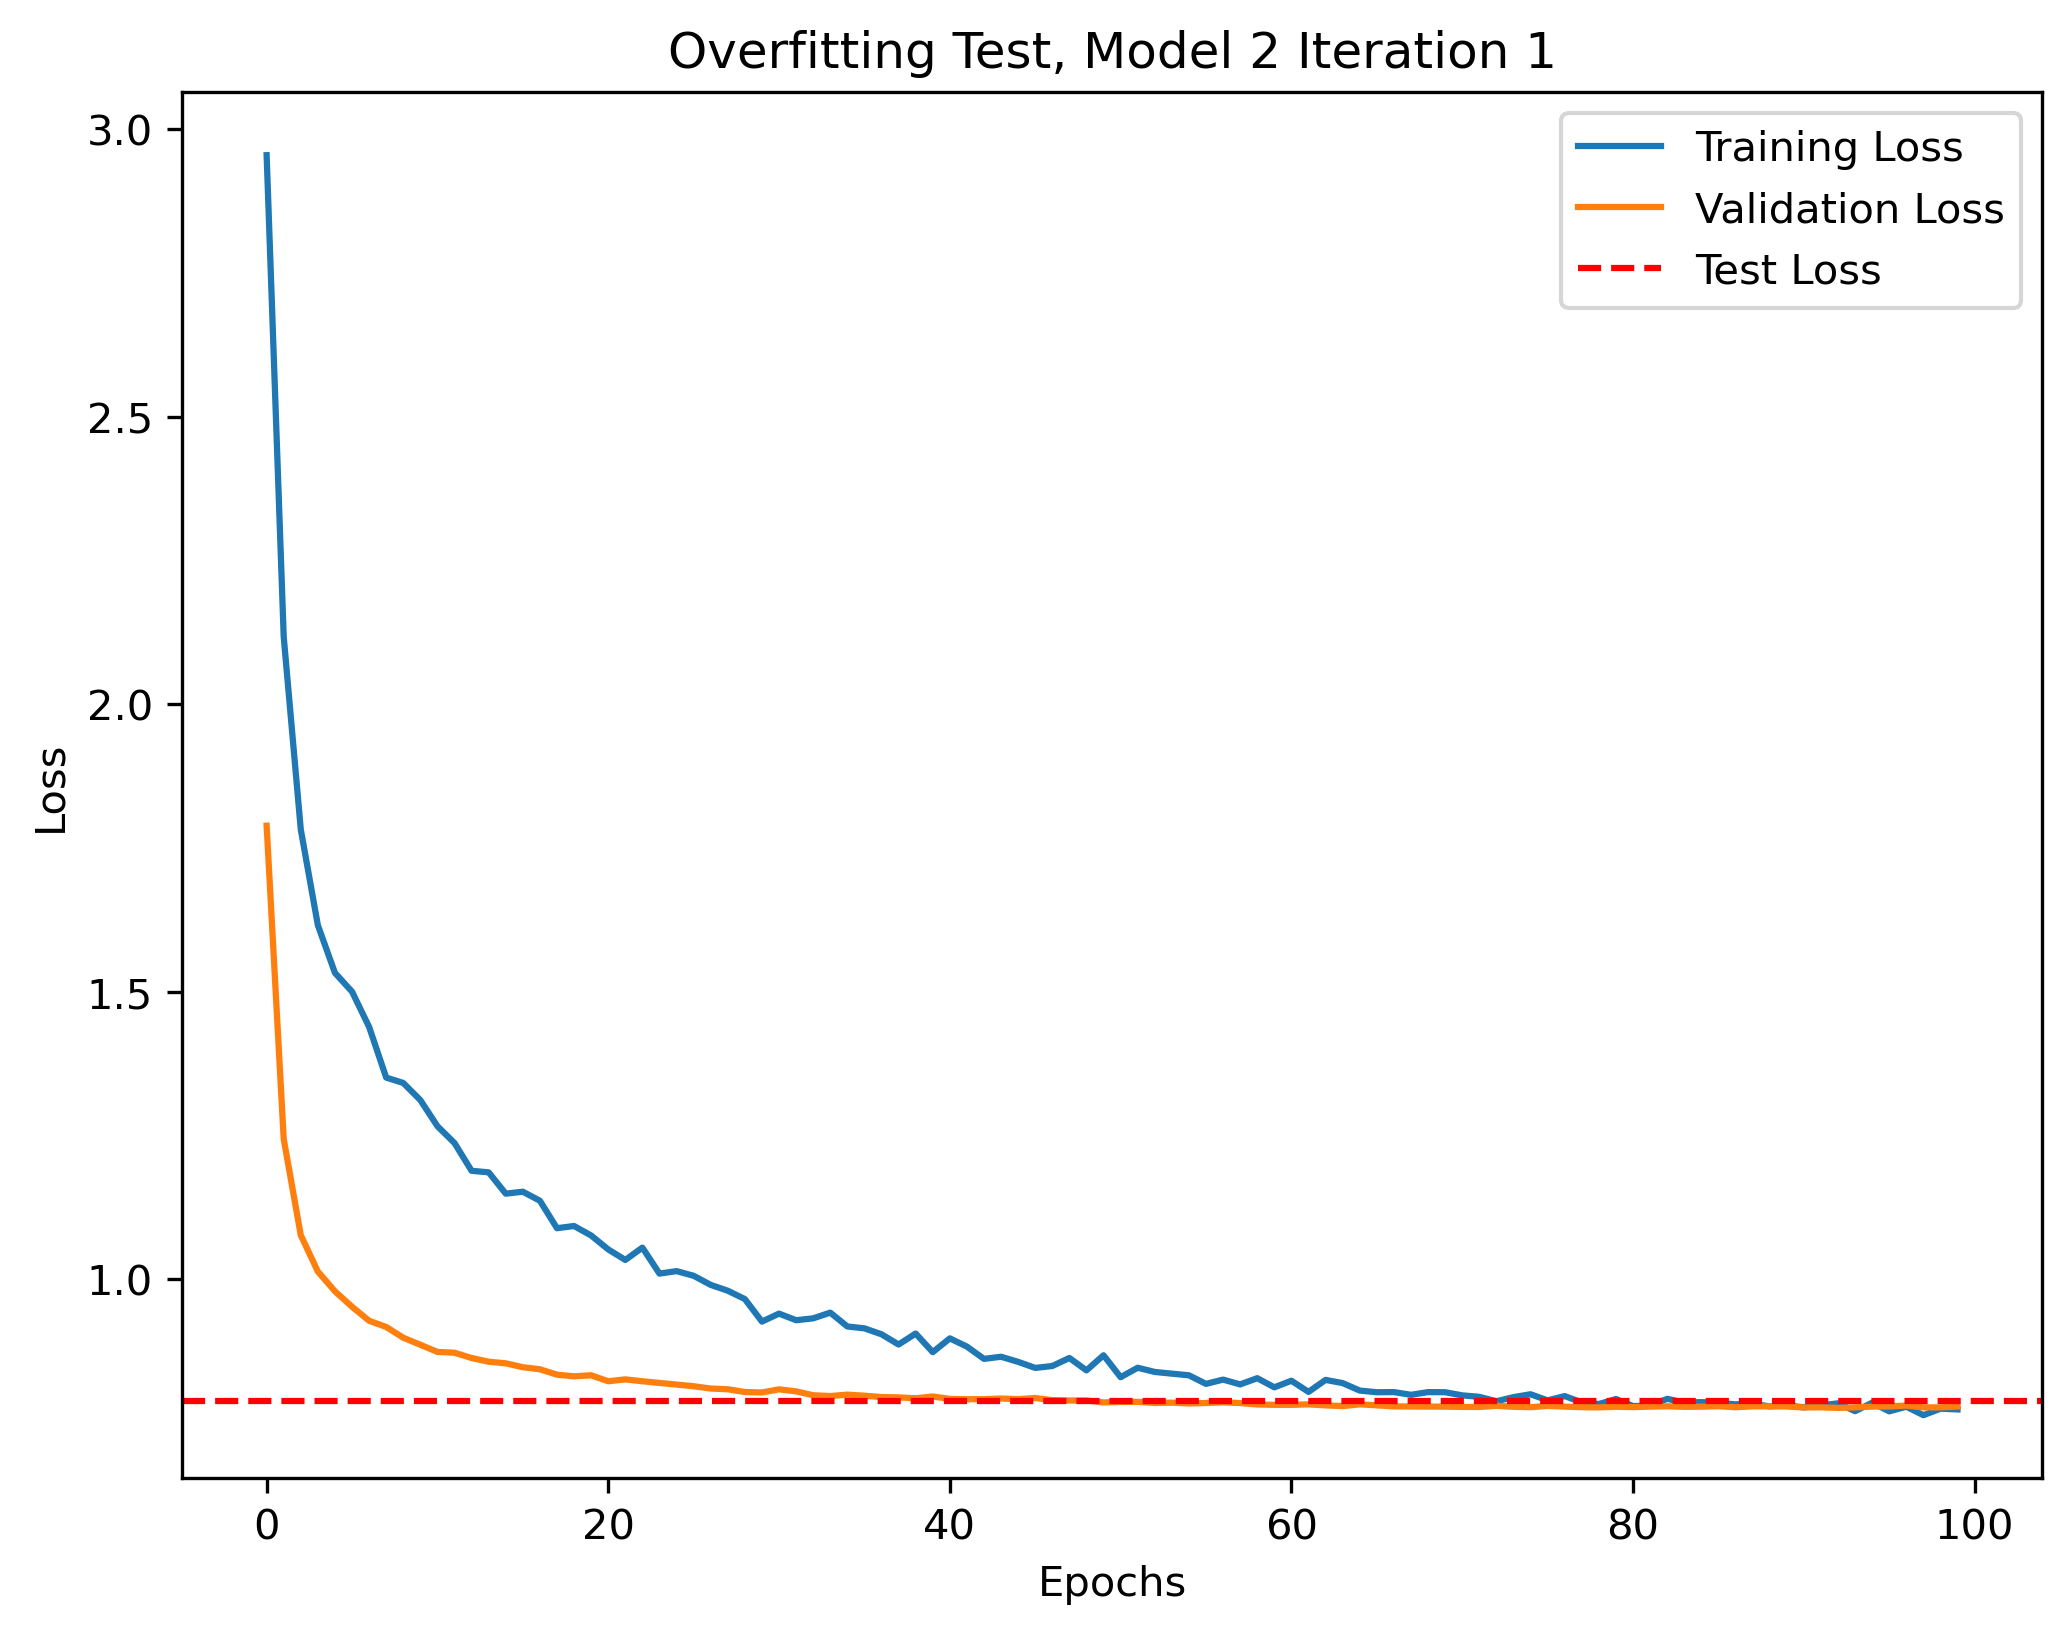 Overfitting Test, Model 2 Iteration 1
Training Loss
Validation Loss
Test Loss
3.0
2.5
2.0
1.5
1.0
Loss
0 20 40 60 80 100
Epochs